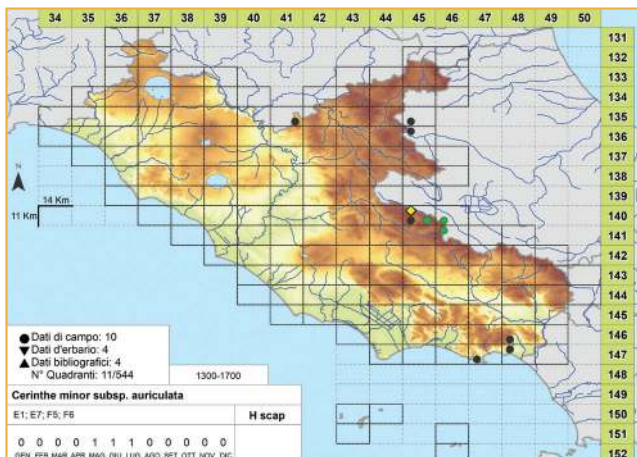 34 35 36 37 38 39 40 41 42 43 44 45 46 47 48 49 50
131
132
133
134
135
136
137
138
139
140
141
142
143
144
145
146
147
148
149
150
151
152
N
14 Km
11 Km
Dati di campo: 10
Dati d'erbario: 4
Dati bibliografici: 4
N° Quadranti: 11/544
1300-1700
Cerinthe minor subsp. auriculata
E1; E7; F5; F6
H scap
0 0 0 0 1 1 1 0 0 0 0 0
GEN FEB MAR APR MAG GIU LUG AGO SET OTT NOV DIC